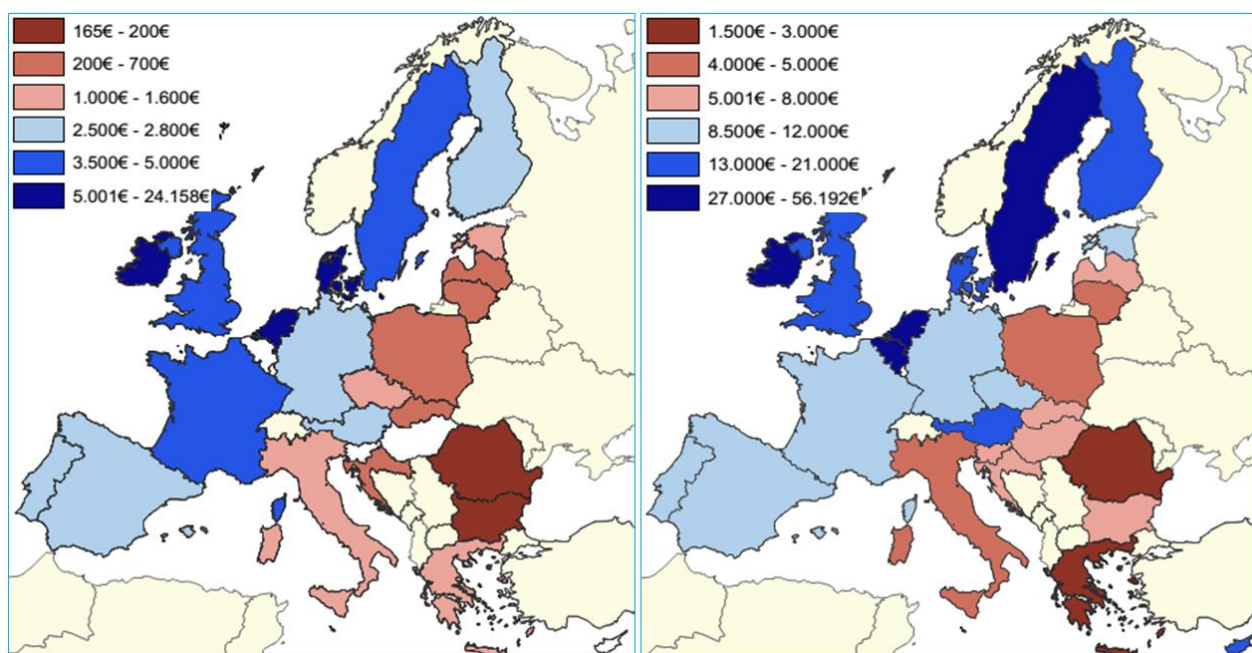 165€ - 200€
200€ - 700€
1.000€ - 1.600€
2.500€ - 2.800€
3.500€ - 5.000€
5.001€ - 24.158€
1.500€ - 3.000€
4.000€ - 5.000€
5.001€ - 8.000€
8.500€ - 12.000€
13.000€ - 21.000€
27.000€ - 56.192€